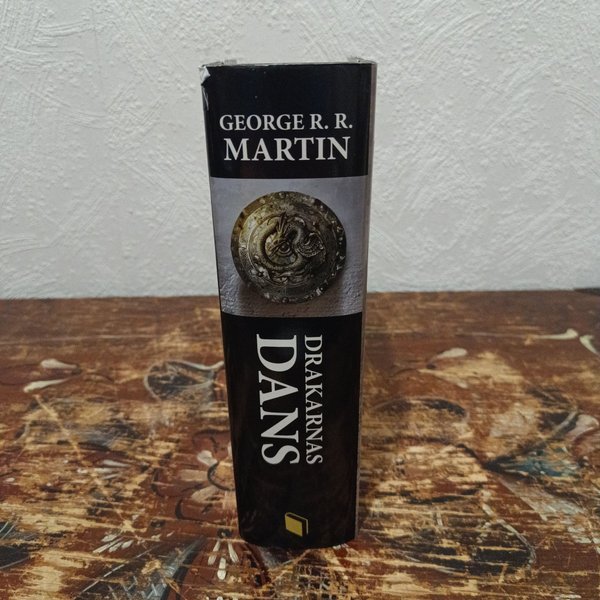 GEORGE R. R.
MARTIN
DRAKARNAS
DANS